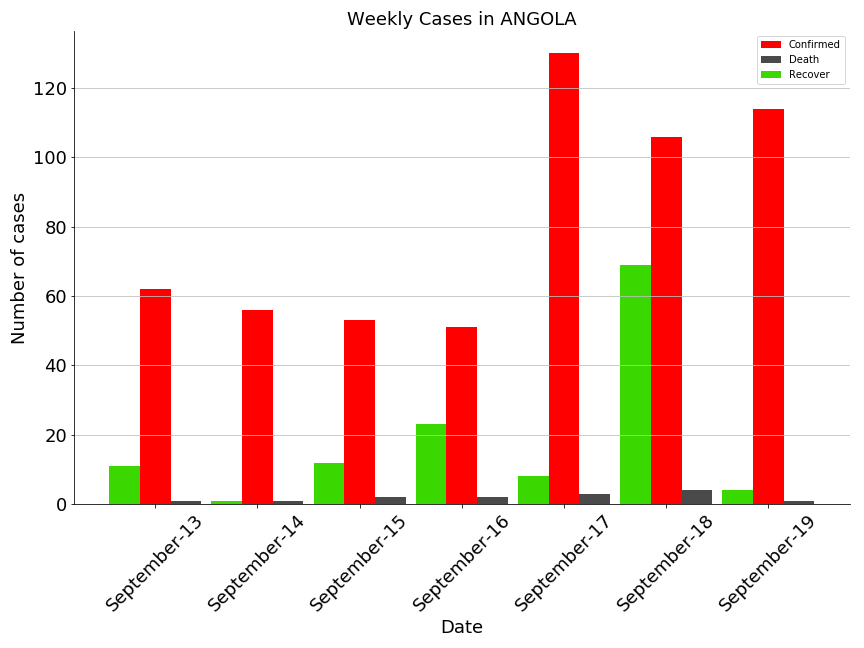 Weekly Cases in ANGOLA
Confirmed
Death
Recover
Number of cases
120
100
80
60
40
20
0
September-13
September-14
September-15
September-16
September-17
September-18
September-19
Date